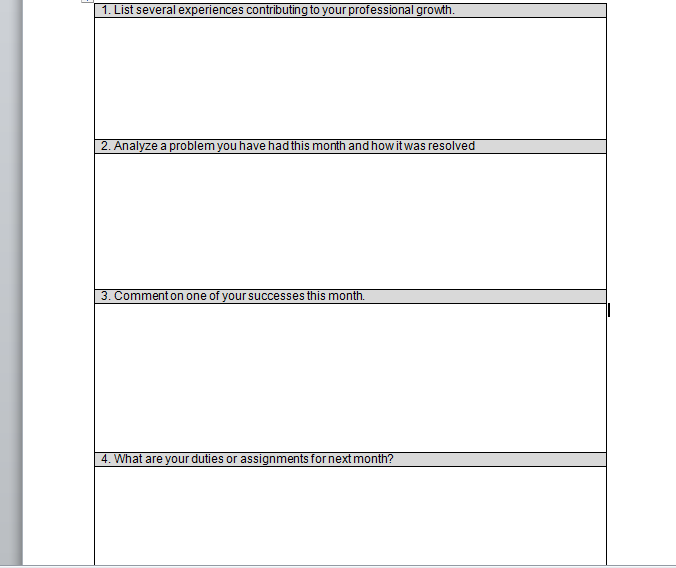 1. List several experiences contributing to your professional growth.
2. Analyze a problem you have had this month and how it was resolved
3. Comment on one of your successes this month.
4. What are your duties or assignments for next month?